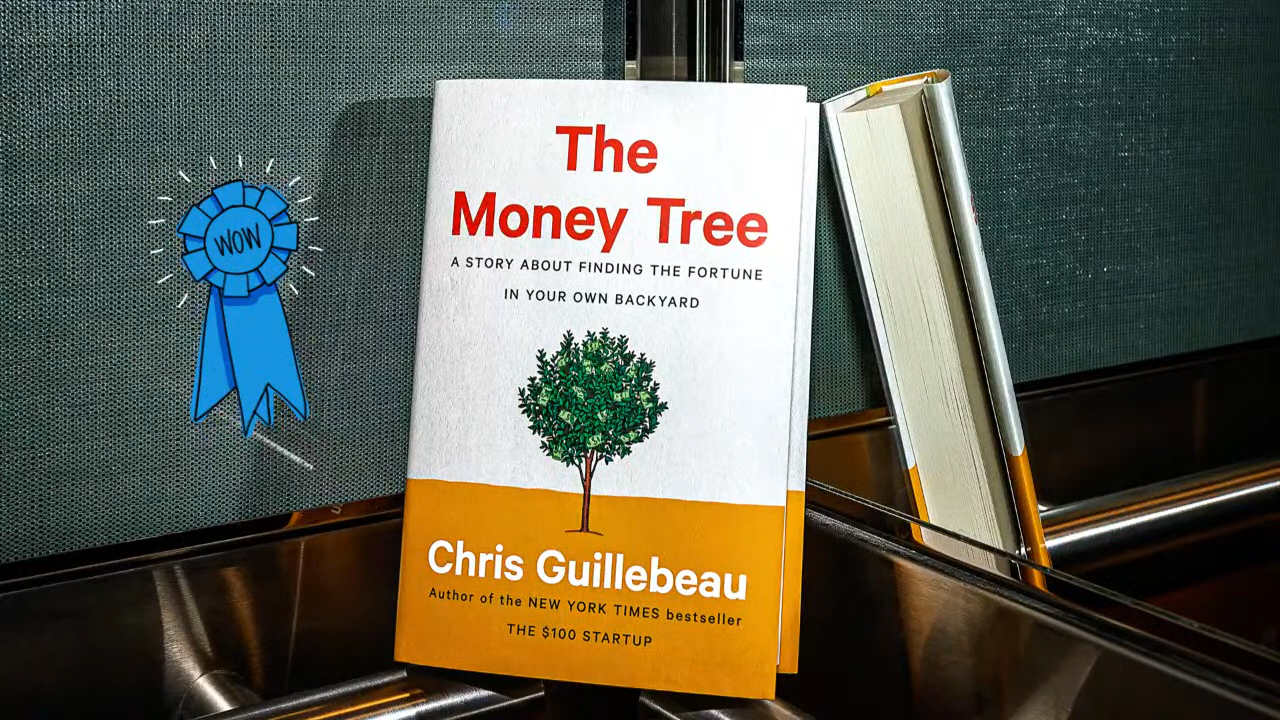 WOW
The
Money Tree
A STORY ABOUT FINDING THE FORTUNE
IN YOUR OWN BACKYARD
Chris Guillebeau
Author of the NEW YORK TIMES bestseller
THE $100 STARTUP